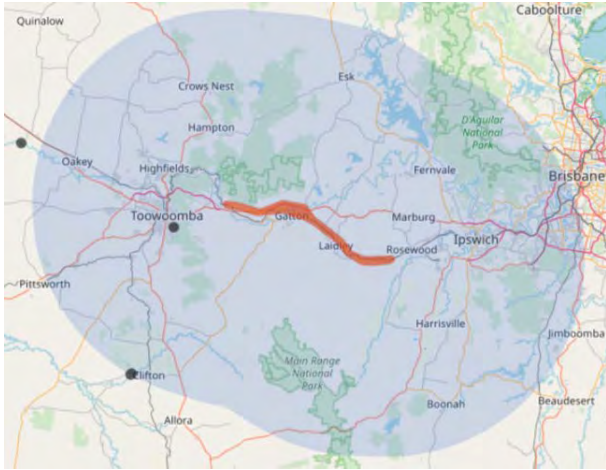 Caboolture
Quinalow
Esk
Crows Nest
D'Aguilar
National
Park
Hampton
Oakey
Highfields
Fernvale
Brisbane
Toowoomba
Gatton
Marburg
Ipswich
Laidley
Rosewood
Pittsworth
Harrisville
Jimboomba
Main Range
National
Park
Clifton
Boonah
Beaudesert
Allora